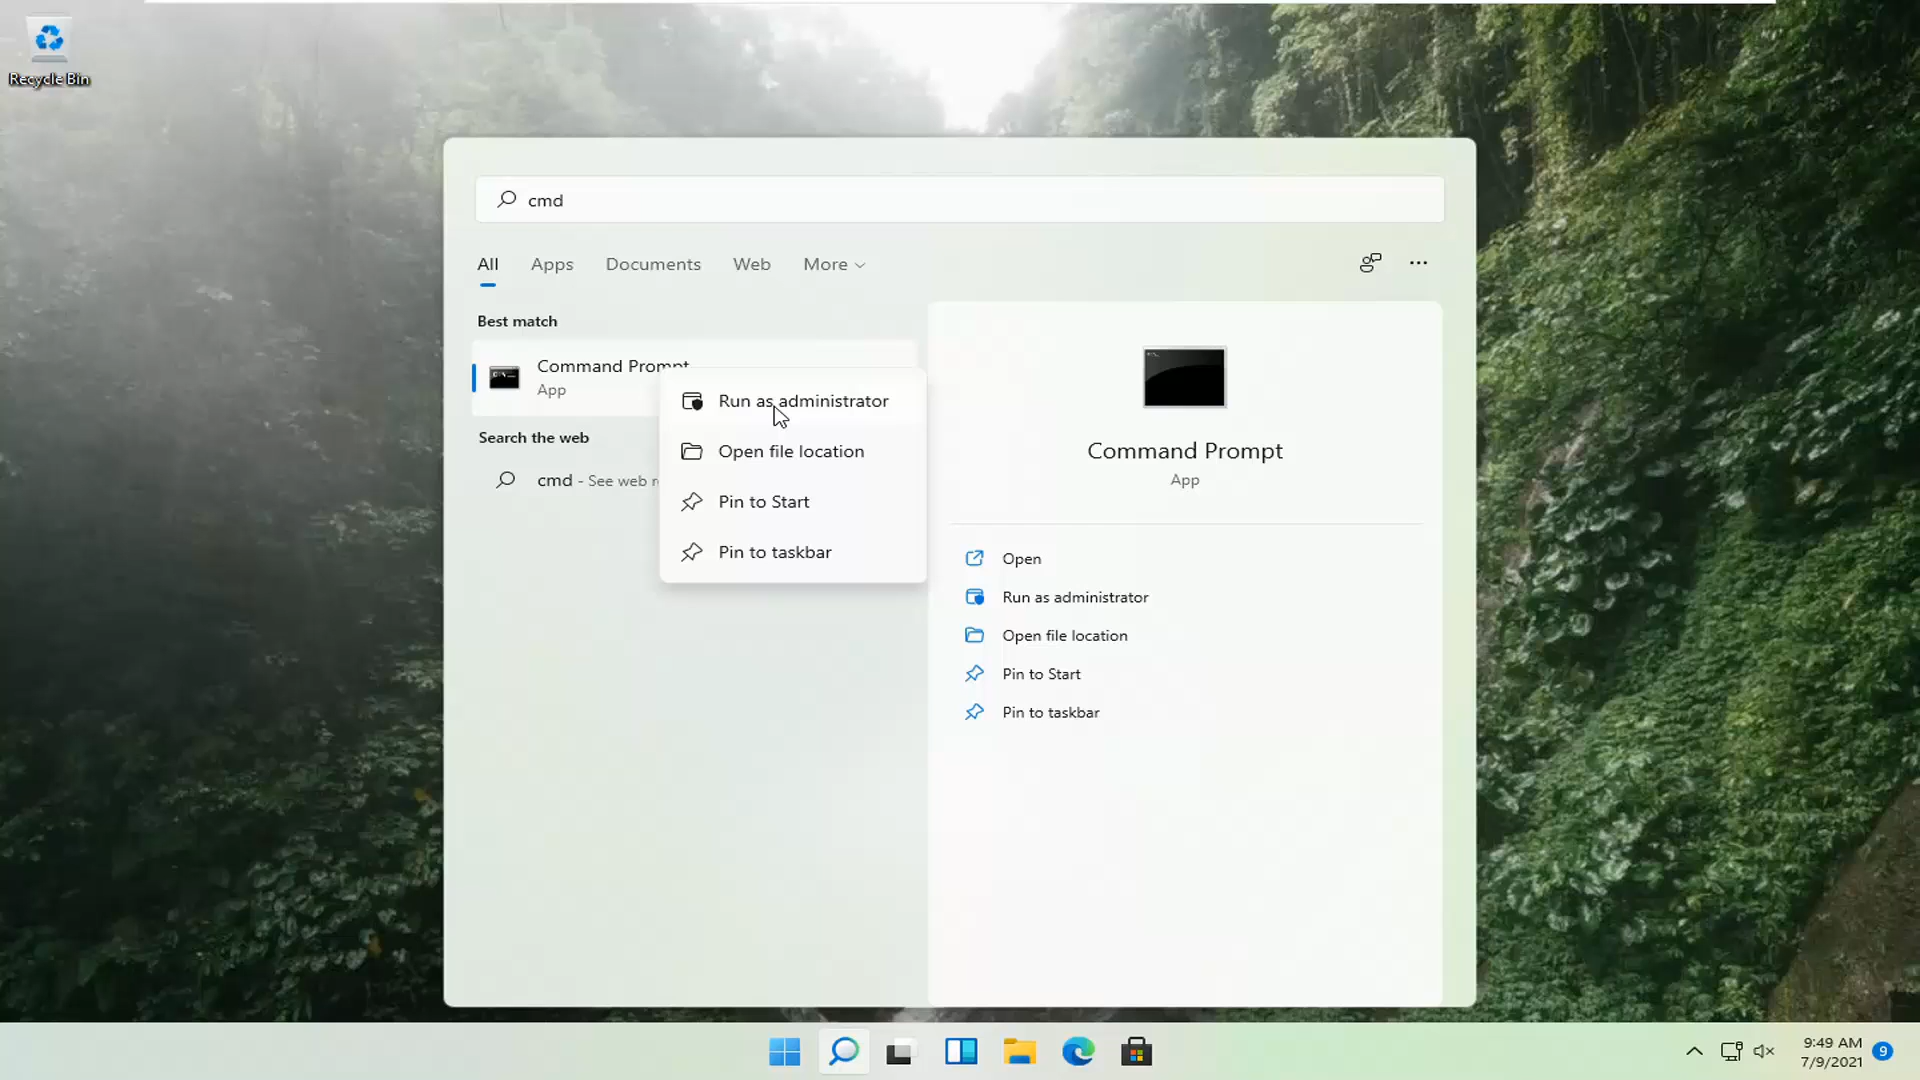 Recycle Bin
cmd
All Apps Documents Web More
Best match
Command Prompt
App
Run as administrator
Open file location
Pin to Start
Pin to taskbar
Search the web
cmd - See web
Command Prompt
App
Open
Run as administrator
Open file location
Pin to Start
Pin to taskbar
9:49 AM
7/9/2021
9